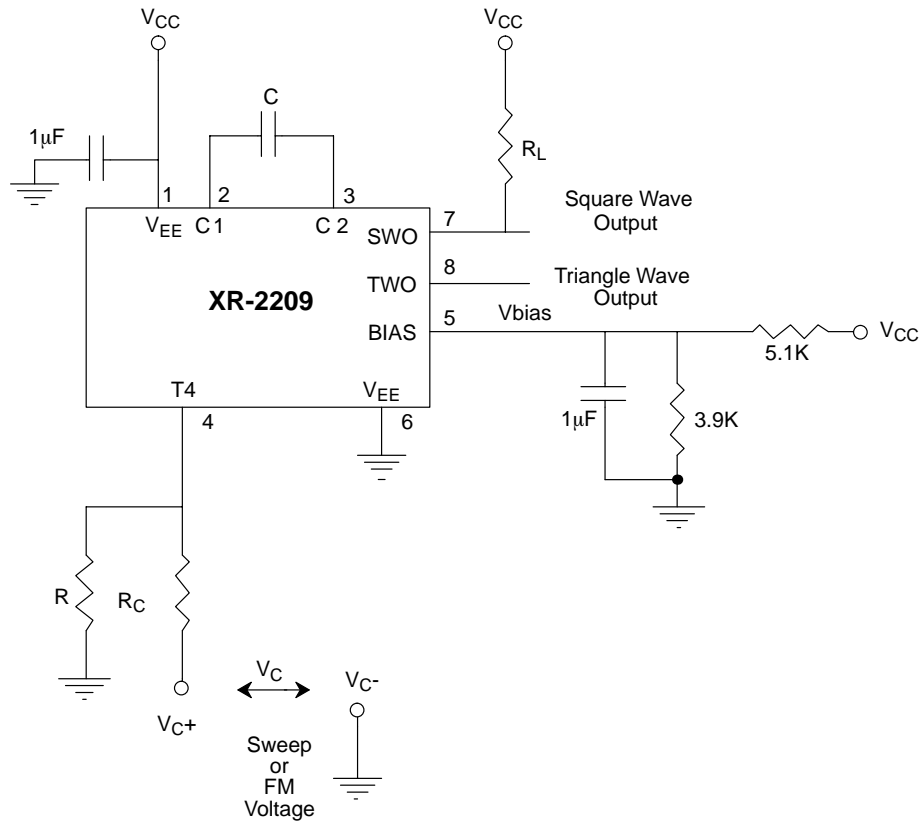 VCC
VCC
C
1μF
RL
1
2
3
VEE
C1
C2
7
Square Wave
Output
SWO
8
Triangle Wave
Output
TWO
XR-2209
5
Vbias
BIAS
VCC
5.1K
T4
VEE
4
6
1μF
3.9K
R
RC
VC
VC-
VC+
Sweep
or
FM
Voltage